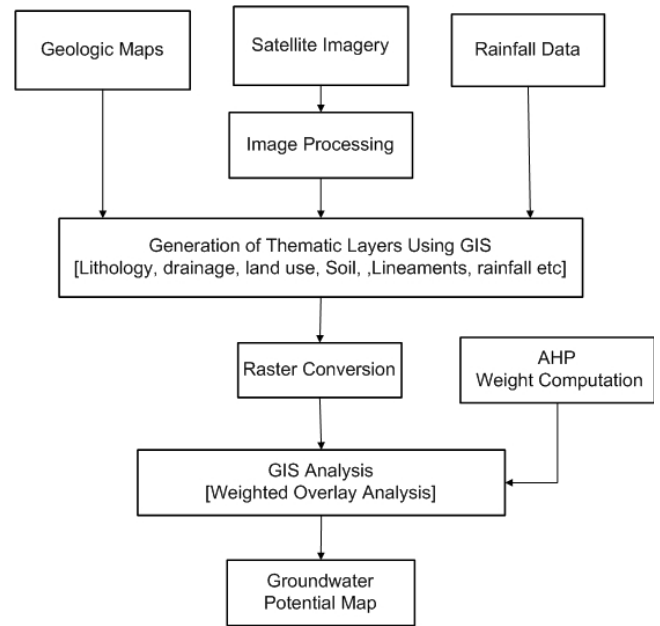 Geologic Maps
Satellite Imagery
Rainfall Data
Image Processing
Generation of Thematic Layers Using GIS
[Lithology, drainage, land use, Soil, ,Lineaments, rainfall etc]
Raster Conversion
AHP
Weight Computation
GIS Analysis
[Weighted Overlay Analysis]
Groundwater
Potential Map